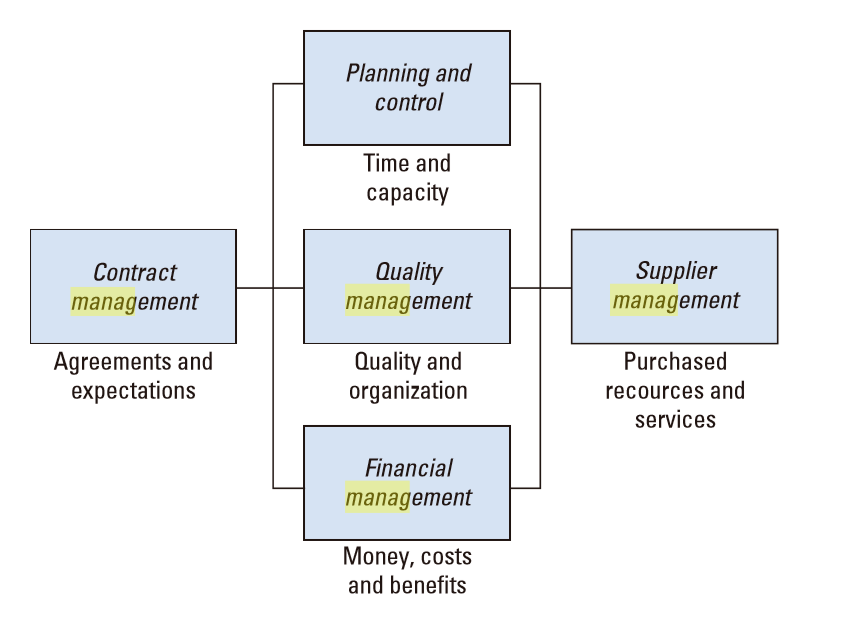 Planning and
control
Time and
capacity
Contract
management
Agreements and
expectations
Quality
management
Quality and
organization
Supplier
management
Purchased
recources and
services
Financial
management
Money, costs
and benefits